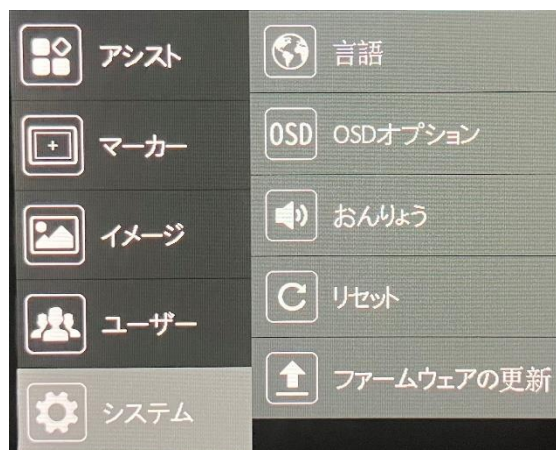 アシスト
マーカー
イメージ
ユーザー
システム
言語
OSD OSDオプション
おんりょう
リセット
ファームウェアの更新